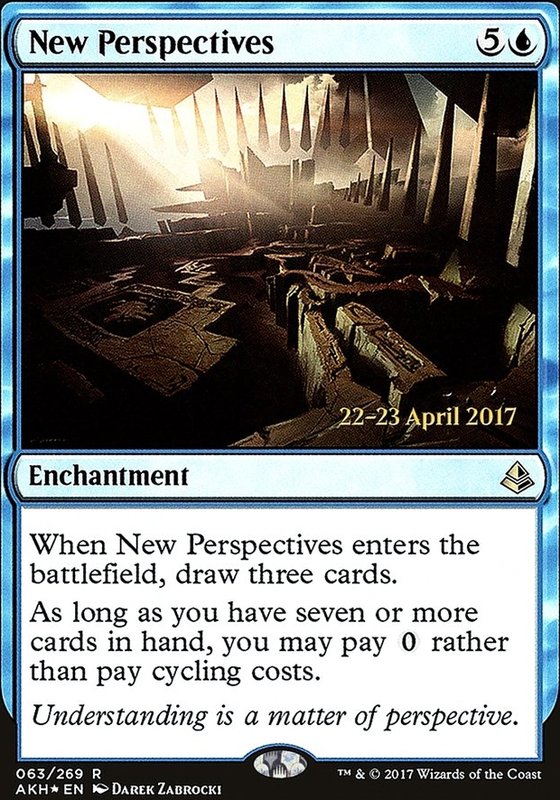 New Perspectives 5
22-23 April 2017
Enchantment
When New Perspectives enters the
battlefield, draw three cards.
As long as you have seven or more
cards in hand, you may pay 0 rather
than pay cycling costs.
Understanding is a matter of perspective.
063/269 R
AKH★EN DAREK ZABROCKI
™ & © 2017 Wizards of the Coast